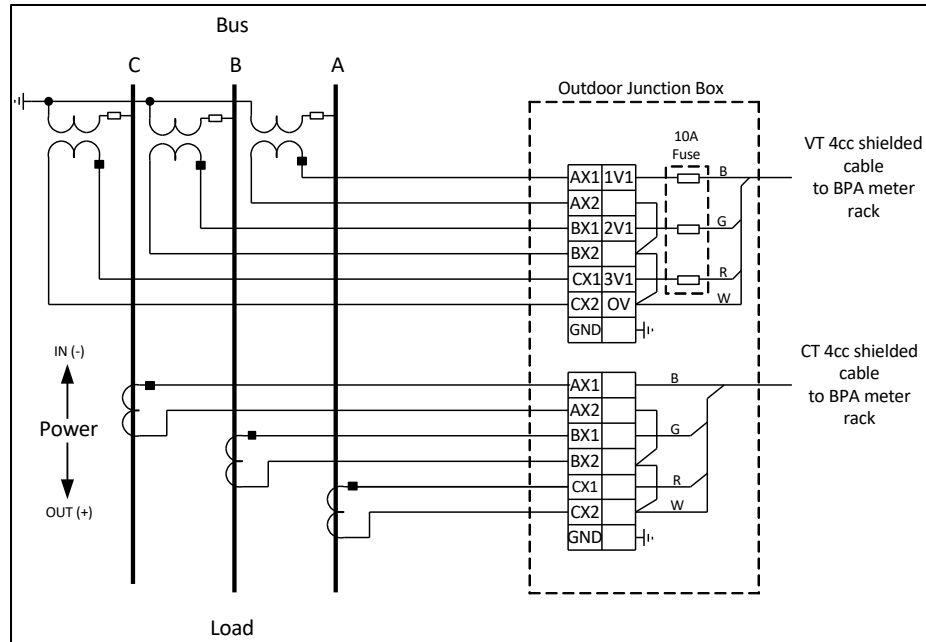 Bus
C B A
Outdoor Junction Box
10A
Fuse
VT 4cc shielded
cable
to BPA meter
rack
AX1 1V1 B
AX2
BX1 2V1 G
BX2
CX1 3V1 R
CX2 OV W
GND
IN (-)
Power
OUT (+)
CT 4cc shielded
cable
to BPA meter
rack
AX1 B
AX2
BX1 G
BX2
CX1 R
CX2 W
GND
Load